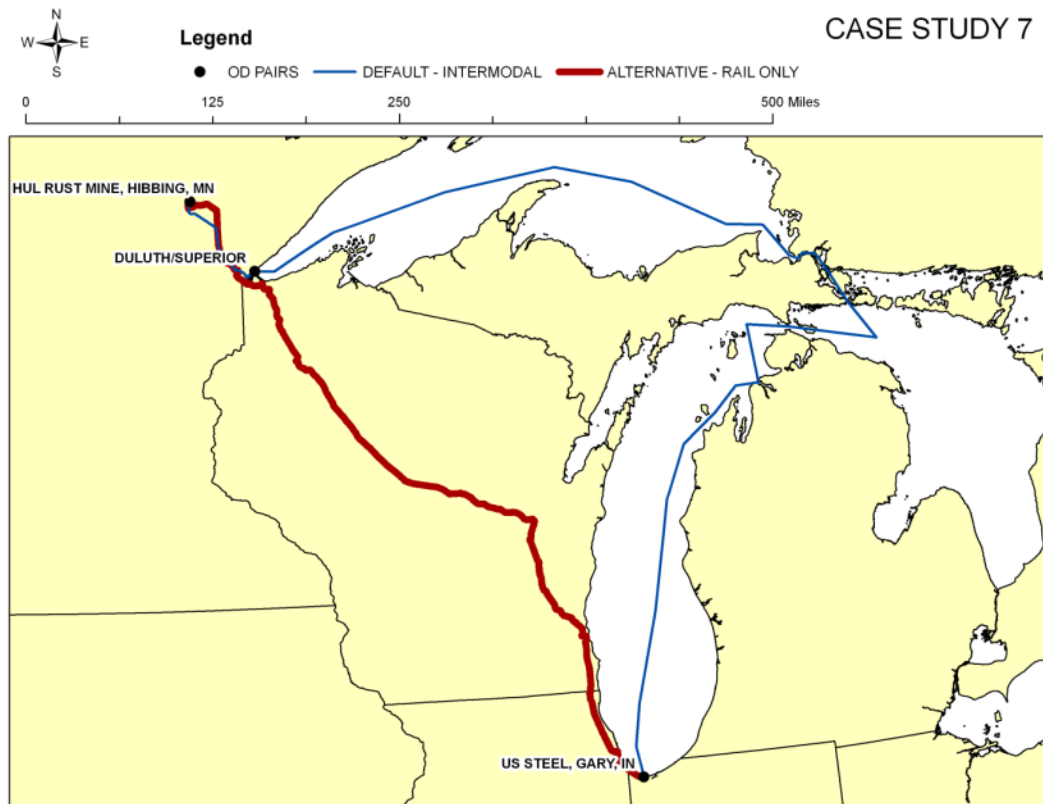 N
W E
S
Legend
CASE STUDY 7
OD PAIRS DEFAULT - INTERMODAL ALTERNATIVE - RAIL ONLY
0 125 250 500 Miles
HUL RUST MINE, HIBBING, MN
DULUTH/SUPERIOR
US STEEL, GARY, IN